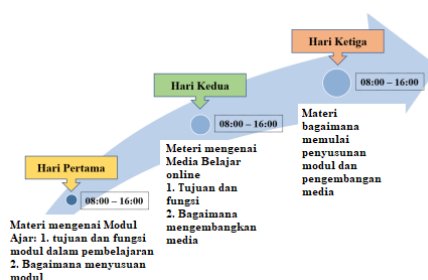 Hari Ketiga
08:00 – 16:00
Materi
bagaimana
memulai
penyusunan
modul dan
pengembangan
media
Hari Kedua
08:00 – 16:00
Meteri mengenai
Media Belajar
online
1. Tujuan dan
fungsi
2. Bagaimana
mengembangkan
media
Hari Pertama
08:00 – 16:00
Materi mengenai Modul
Ajar: 1. tujuan dan fungsi
modul dalam pembelajaran
2. Bagaimana menyusuan
modul